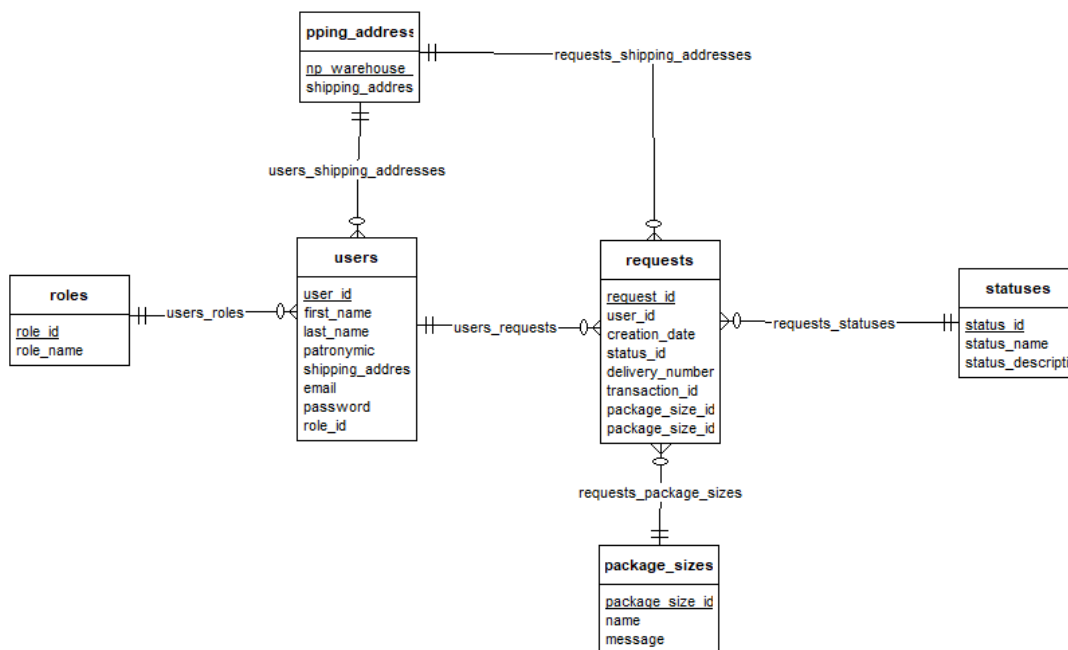 pping_address
np_warehouse_
shipping_addres
requests_shipping_addresses
users_shipping_addresses
roles
role_id
role_name
users_roles
users
user_id
first_name
last_name
patronymic
shipping_addres
email
password
role_id
users_requests
requests
request_id
user_id
creation_date
status_id
delivery_number
transaction_id
package_size_id
package_size_id
requests_statuses
statuses
status_id
status_name
status_descripti
requests_package_sizes
package_sizes
package_size_id
name
message